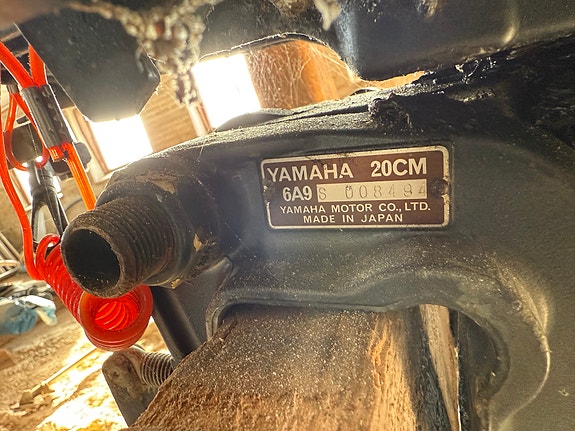 YAMAHA 20CM
6A9 S 008494
YAMAHA MOTOR CO., LTD.
MADE IN JAPAN